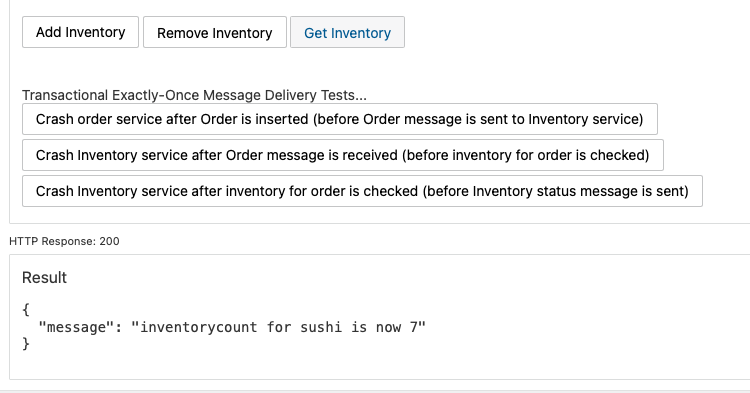 Add Inventory Remove Inventory Get Inventory
Transactional Exactly-Once Message Delivery Tests...
Crash order service after Order is inserted (before Order message is sent to Inventory service)
Crash Inventory service after Order message is received (before inventory for order is checked)
Crash Inventory service after inventory for order is checked (before Inventory status message is sent)
HTTP Response: 200
Result
{
  "message": "inventorycount for sushi is now 7"
}